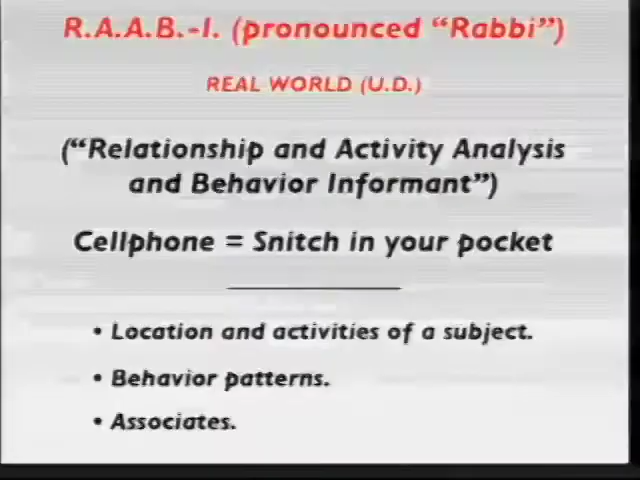 R.A.A.B.-I. (pronounced “Rabbi”)
REAL WORLD (U.D.)
(“Relationship and Activity Analysis
and Behavior Informant”)
Cellphone = Snitch in your pocket
• Location and activities of a subject.
• Behavior patterns.
• Associates.